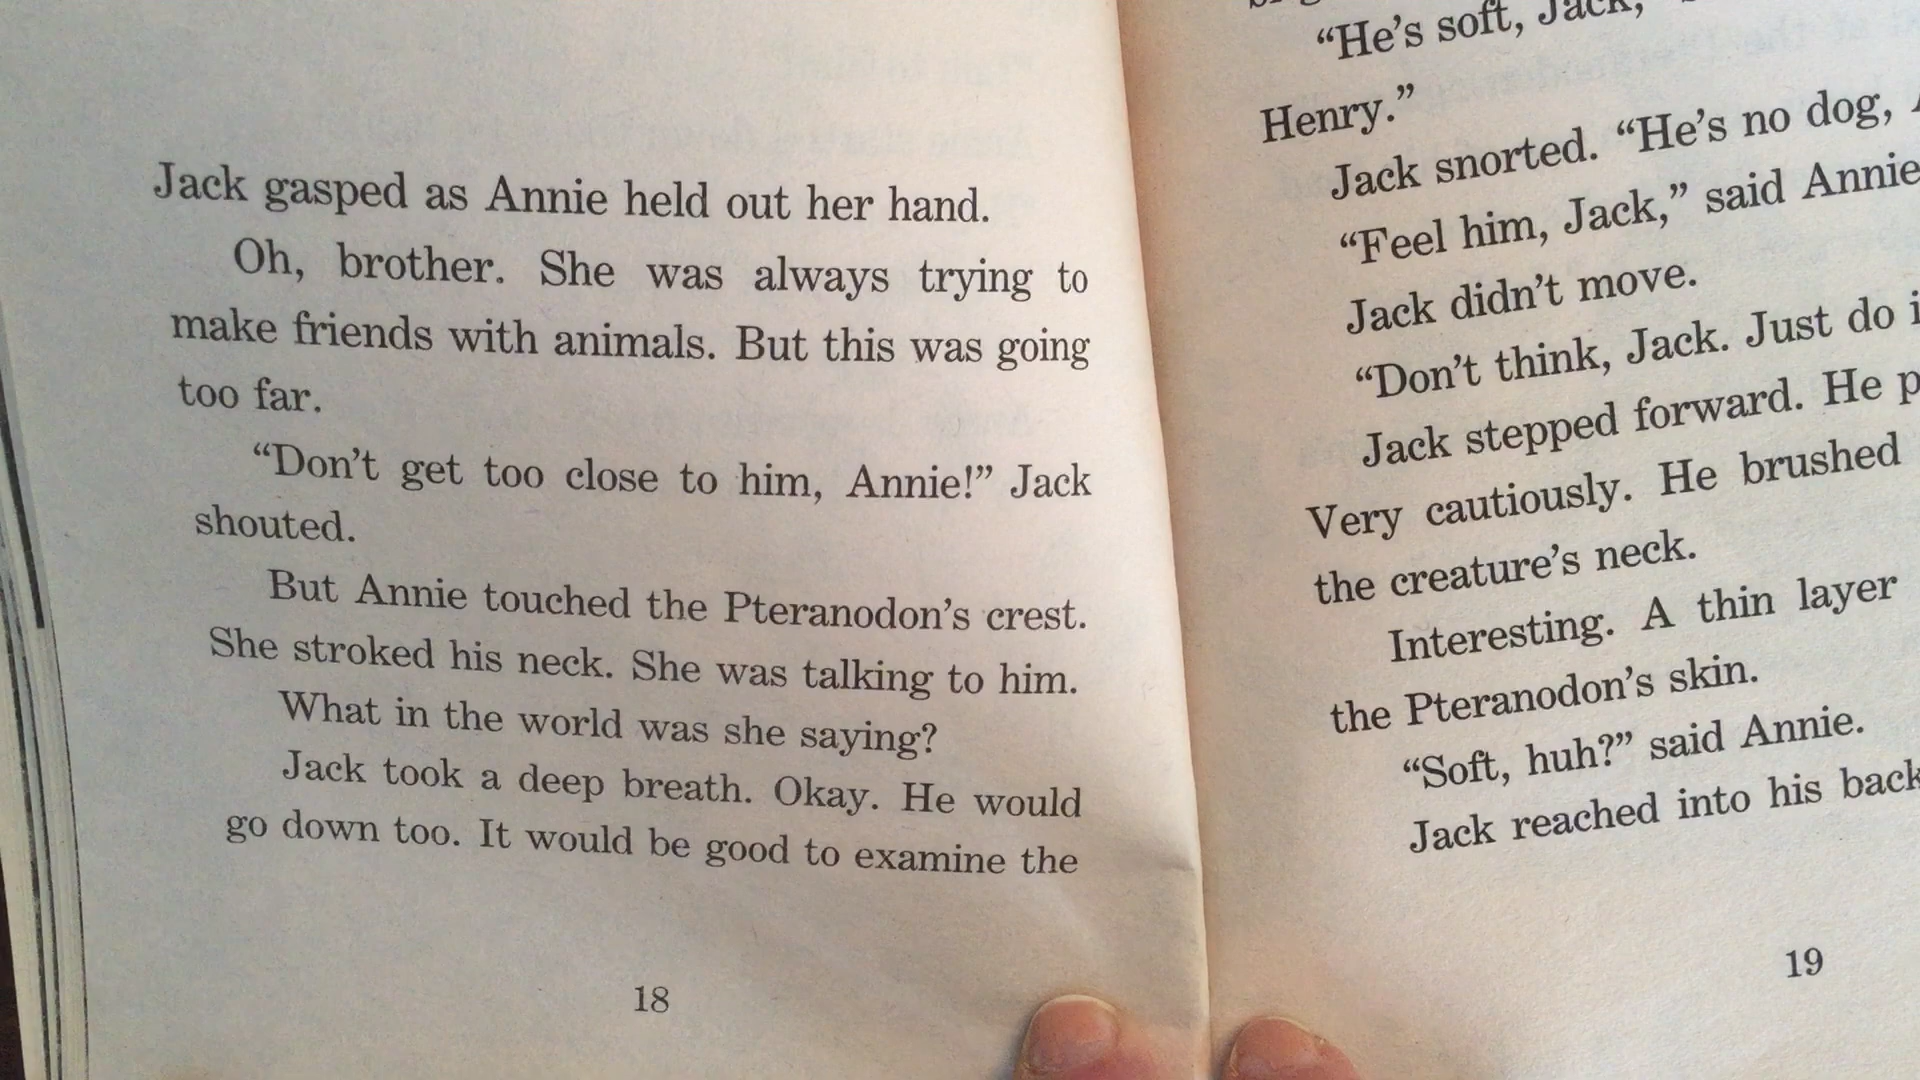 Jack gasped as Annie held out her hand.
Oh, brother. She was always trying to
make friends with animals. But this was going
too far.
“Don’t get too close to him, Annie!” Jack
shouted.
But Annie touched the Pteranodon’s crest.
She stroked his neck. She was talking to him.
What in the world was she saying?
Jack took a deep breath. Okay. He would
go down too. It would be good to examine the
18
“He’s soft, Jack,”
Henry.”
Jack snorted. “He’s no dog,
“Feel him, Jack,” said Annie
Jack didn’t move.
“Don’t think, Jack. Just do
Jack stepped forward. He
Very cautiously. He brushed
the creature’s neck.
Interesting. A thin layer
the Pteranodon’s skin.
“Soft, huh?” said Annie.
Jack reached into his back
19